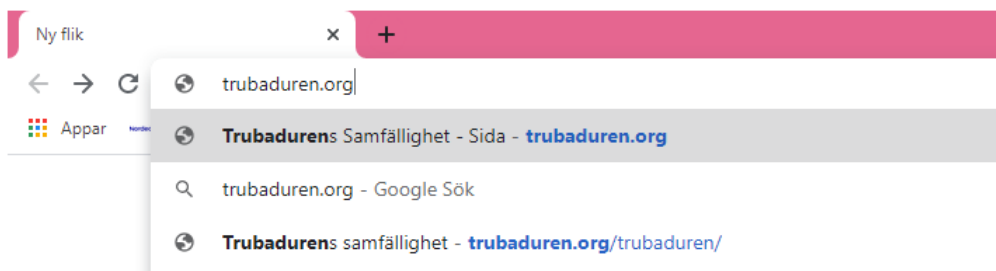 Ny flik
trubaduren.org
Appar
Trubadurens Samfällighet - Sida - trubaduren.org
trubaduren.org - Google Sök
Trubadurens samfällighet - trubaduren.org/trubaduren/